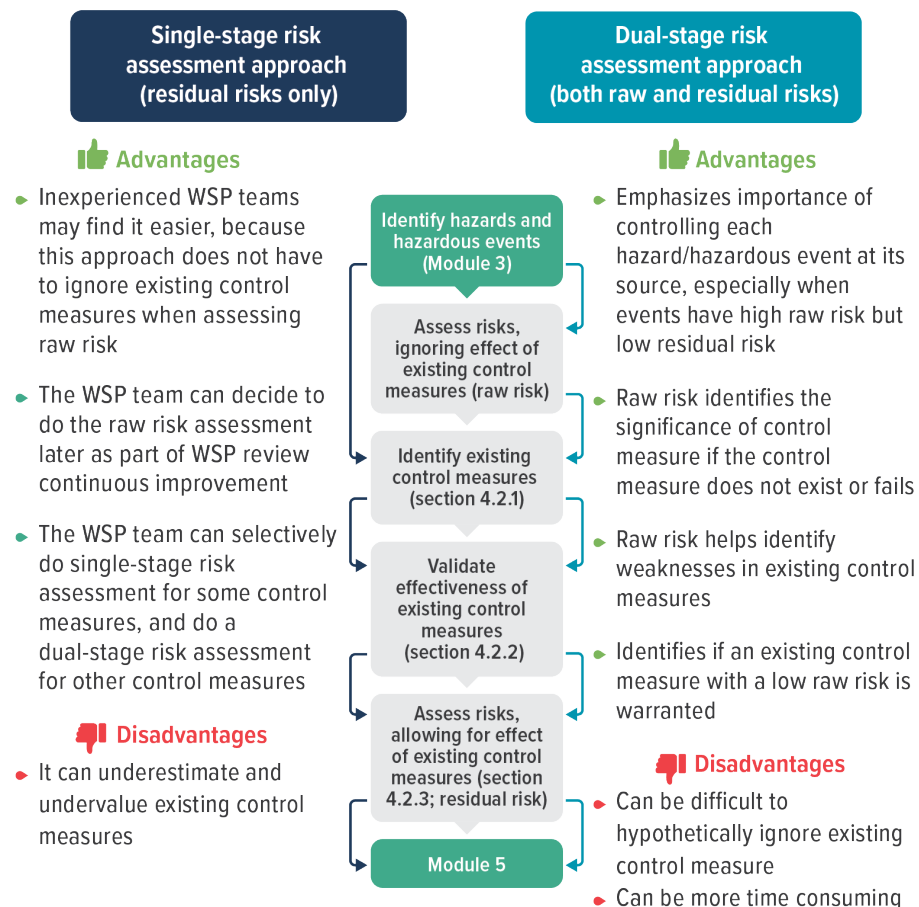 Single-stage risk
assessment approach
(residual risks only)
Advantages
Inexperienced WSP teams
may find it easier, because
this approach does not have
to ignore existing control
measures when assessing
raw risk
The WSP team can decide to
do the raw risk assessment
later as part of WSP review
continuous improvement
The WSP team can selectively
do single-stage risk
assessment for some control
measures, and do a
dual-stage risk assessment
for other control measures
Disadvantages
It can underestimate and
undervalue existing control
measures
Identify hazards and
hazardous events
(Module 3)
Assess risks,
ignoring effect of
existing control
measures (raw risk)
Identify existing
control measures
(section 4.2.1)
Validate
effectiveness of
existing control
measures
(section 4.2.2)
Assess risks,
allowing for effect
of existing control
measures (section
4.2.3; residual risk)
Module 5
Dual-stage risk
assessment approach
(both raw and residual risks)
Advantages
Emphasizes importance of
controlling each
hazard/hazardous event at its
source, especially when
events have high raw risk but
low residual risk
Raw risk identifies the
significance of control
measure if the control
measure does not exist or fails
Raw risk helps identify
weaknesses in existing control
measures
Identifies if an existing control
measure with a low raw risk is
warranted
Disadvantages
Can be difficult to
hypothetically ignore existing
control measure
Can be more time consuming